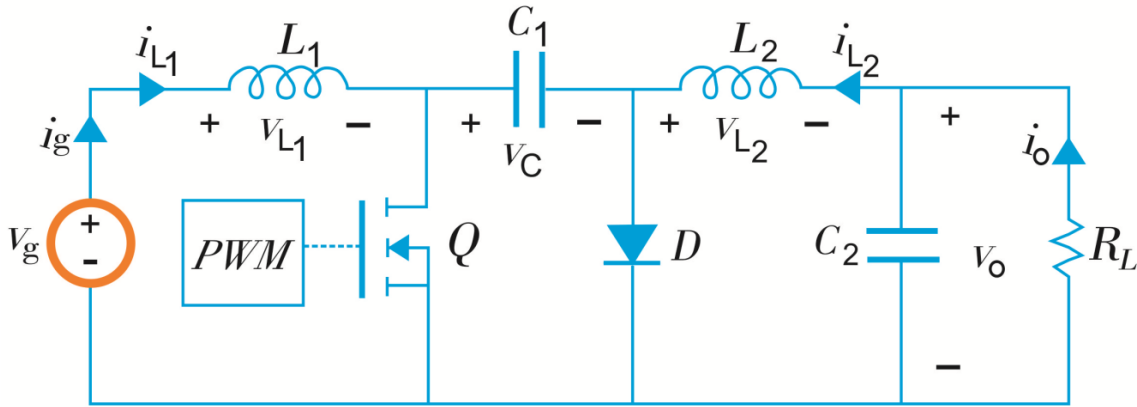 iL1
L1
C1
L2
iL2
+ vL1 −
+ vC −
+ vL2 −
+
ig
io
vg
+
-
PWM
Q
D
C2
vo
RL
−